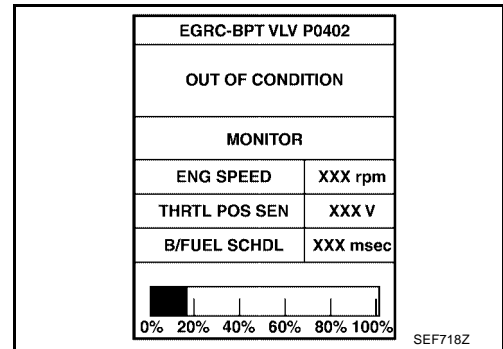 EGRC-BPT VLV P0402
OUT OF CONDITION
MONITOR
ENG SPEED XXX rpm
THRTL POS SEN XXX V
B/FUEL SCHDL XXX msec
0% 20% 40% 60% 80% 100%
SEF718Z